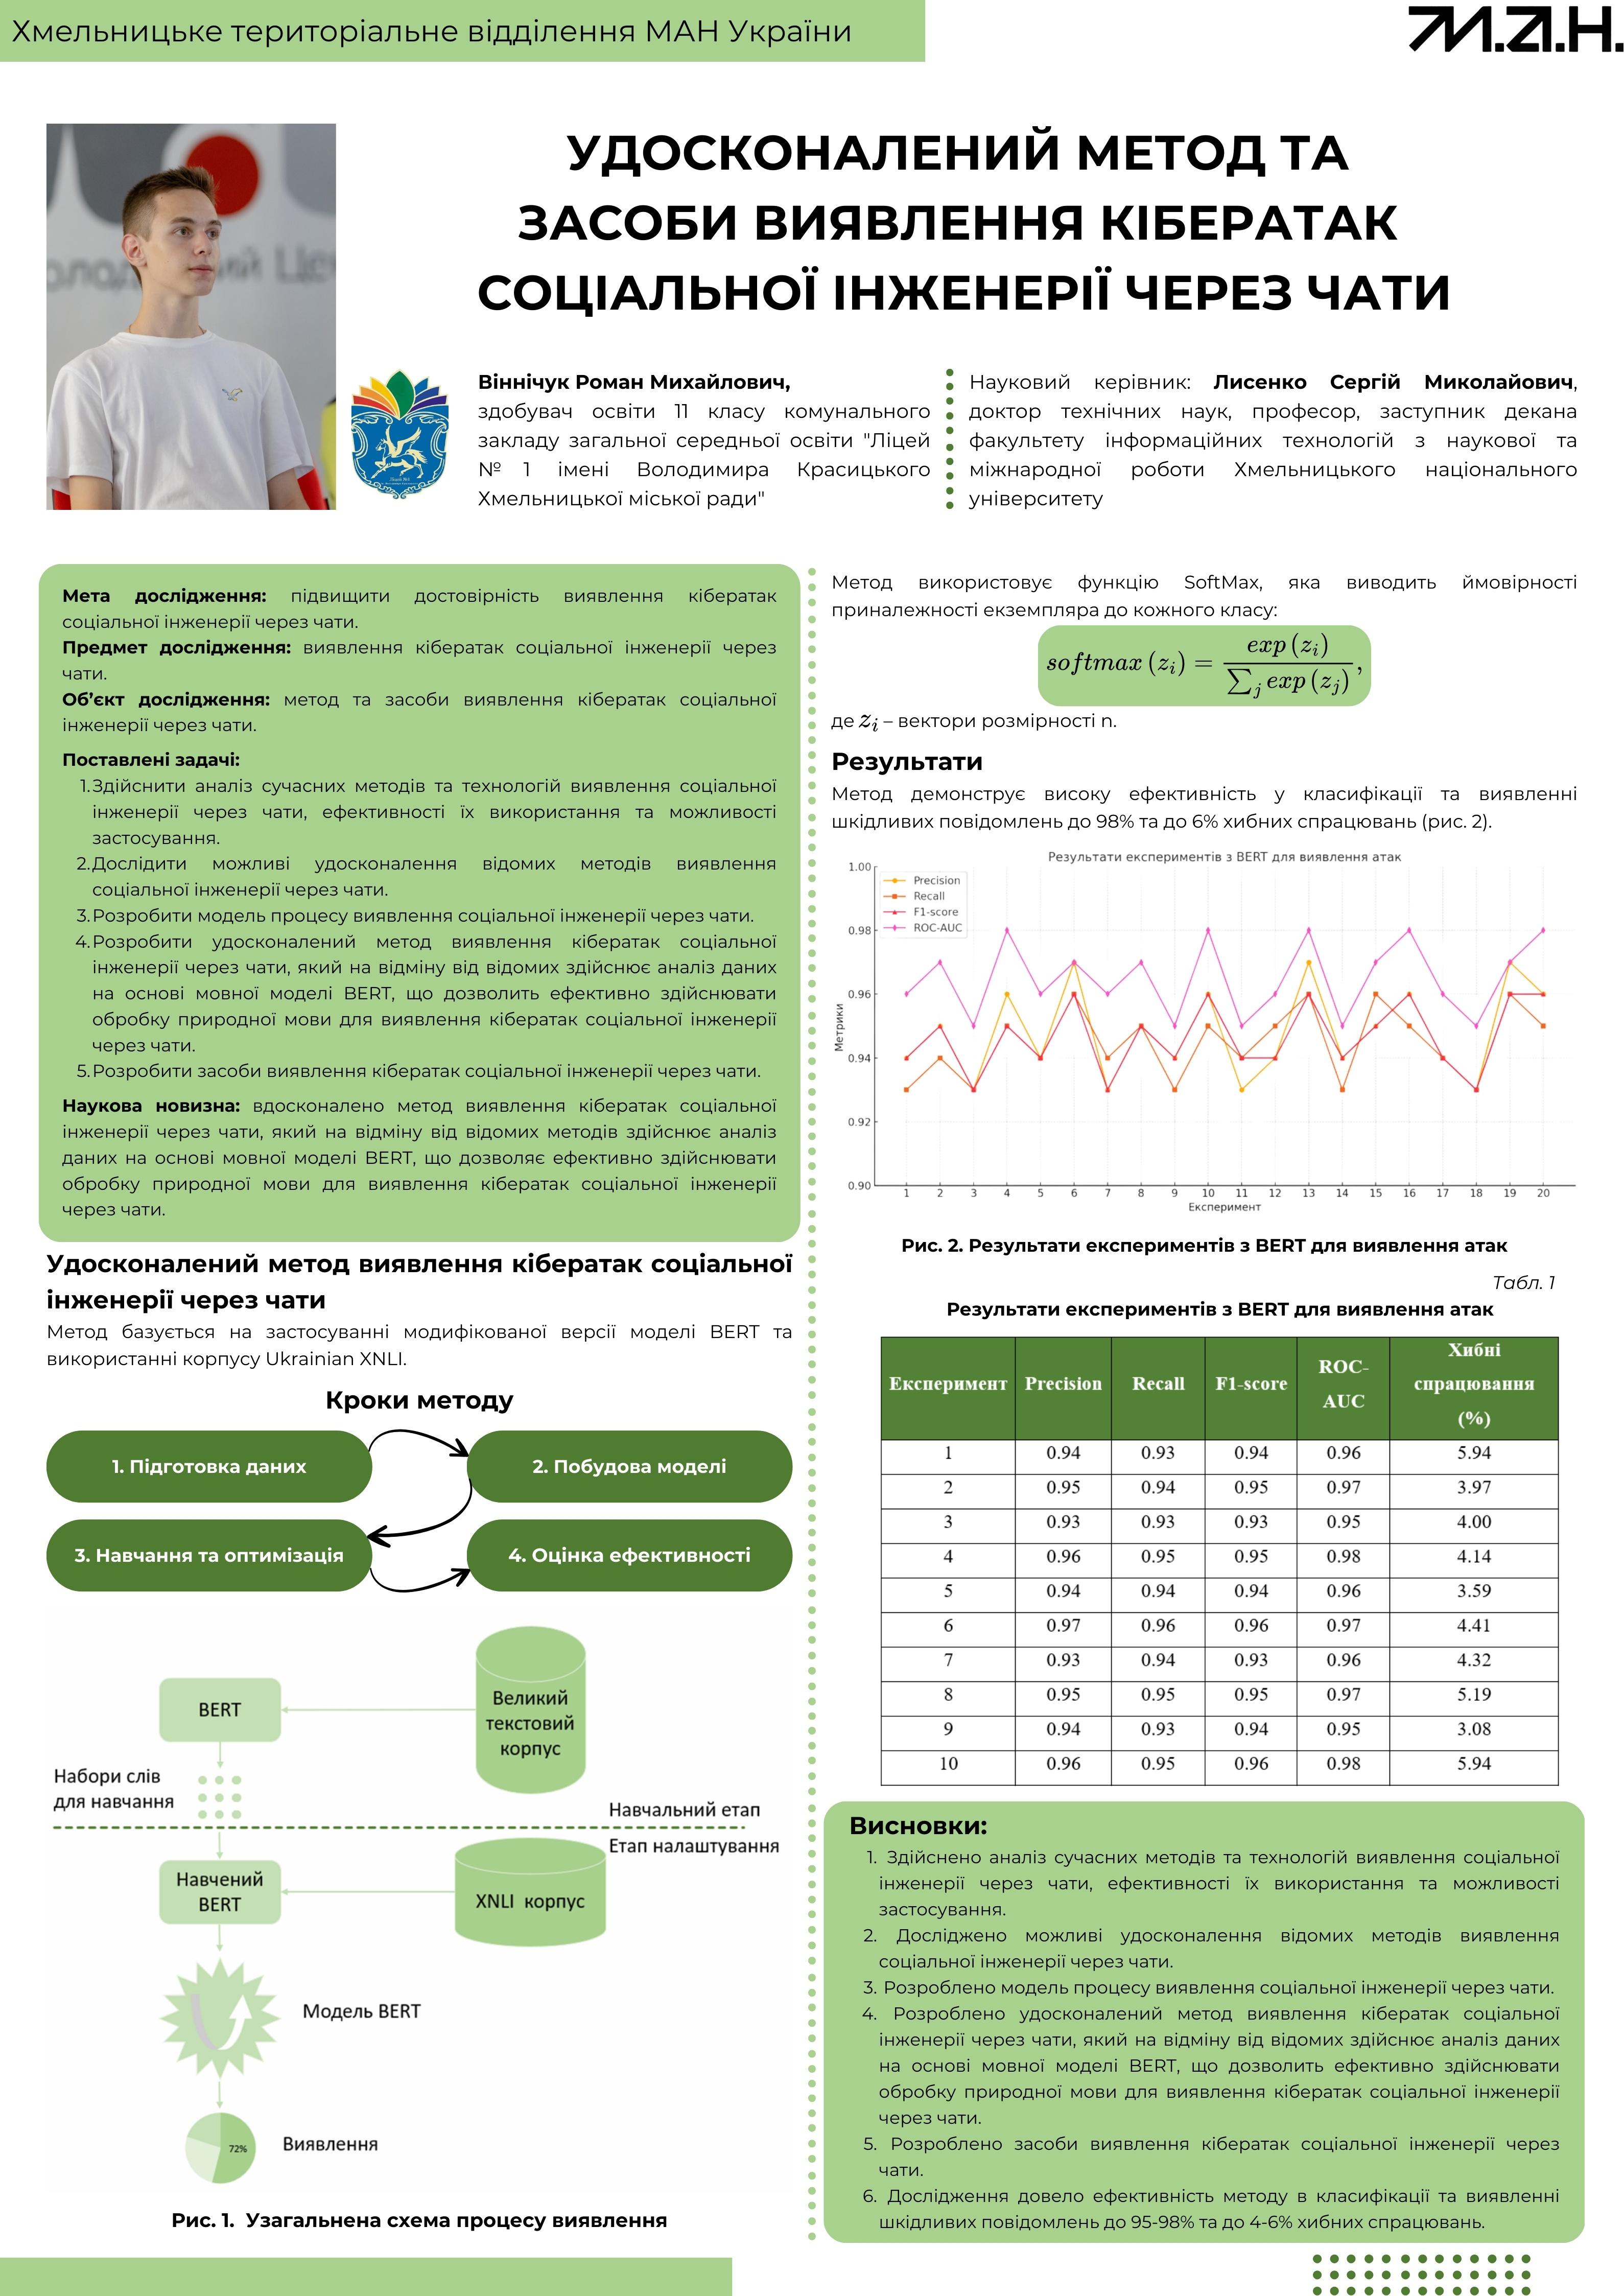 Хмельницьке територіальне відділення МАН України
М.А.Н.
УДОСКОНАЛЕНИЙ МЕТОД ТА
ЗАСОБИ ВИЯВЛЕННЯ КІБЕРАТАК
СОЦІАЛЬНОЇ ІНЖЕНЕРІЇ ЧЕРЕЗ ЧАТИ
Віннічук Роман Михайлович,
здобувач освіти 11 класу комунального
закладу загальної середньої освіти "Ліцей
№ 1 імені Володимира Красицького
Хмельницької міської ради"
Науковий керівник: Лисенко Сергій Миколайович,
доктор технічних наук, професор, заступник декана
факультету інформаційних технологій з наукової та
міжнародної роботи Хмельницького національного
університету
Мета дослідження: підвищити достовірність виявлення кібератак
соціальної інженерії через чати.
Предмет дослідження: виявлення кібератак соціальної інженерії через
чати.
Об’єкт дослідження: метод та засоби виявлення кібератак соціальної
інженерії через чати.
Поставлені задачі:
1.Здійснити аналіз сучасних методів та технологій виявлення соціальної
інженерії через чати, ефективності їх використання та можливості
застосування.
2.Дослідити можливі удосконалення відомих методів виявлення
соціальної інженерії через чати.
3.Розробити модель процесу виявлення соціальної інженерії через чати.
4.Розробити удосконалений метод виявлення кібератак соціальної
інженерії через чати, який на відміну від відомих здійснює аналіз даних
на основі мовної моделі BERT, що дозволить ефективно здійснювати
обробку природної мови для виявлення кібератак соціальної інженерії
через чати.
5.Розробити засоби виявлення кібератак соціальної інженерії через чати.
Наукова новизна: вдосконалено метод виявлення кібератак соціальної
інженерії через чати, який на відміну від відомих методів здійснює аналіз
даних на основі мовної моделі BERT, що дозволяє ефективно здійснювати
обробку природної мови для виявлення кібератак соціальної інженерії
через чати.
Удосконалений метод виявлення кібератак соціальної
інженерії через чати
Метод базується на застосуванні модифікованої версії моделі BERT та
використанні корпусу Ukrainian XNLI.
Кроки методу
1. Підготовка даних
2. Побудова моделі
3. Навчання та оптимізація
4. Оцінка ефективності
BERT
Великий
текстовий
корпус
Набори слів
для навчання
Навчальний етап
Етап налаштування
Навчений
BERT
XNLI корпус
Модель BERT
72%
Виявлення
Рис. 1. Узагальнена схема процесу виявлення
Метод використовує функцію SoftMax, яка виводить ймовірності
приналежності екземпляра до кожного класу:
softmax (z_i) = exp (z_i) / ∑_j exp (z_j) ,
де z_i – вектори розмірності n.
Результати
Метод демонструє високу ефективність у класифікації та виявленні
шкідливих повідомлень до 98% та до 6% хибних спрацювань (рис. 2).
Результати експериментів з BERT для виявлення атак
Precision
Recall
F1-score
ROC-AUC
1.00
0.98
0.96
0.94
0.92
0.90
Метрики
1 2 3 4 5 6 7 8 9 10 11 12 13 14 15 16 17 18 19 20
Експеримент
Рис. 2. Результати експериментів з BERT для виявлення атак
Табл. 1
Результати експериментів з BERT для виявлення атак
Експеримент Precision Recall F1-score ROC-AUC Хибні спрацювання (%)
1 0.94 0.93 0.94 0.96 5.94
2 0.95 0.94 0.95 0.97 3.97
3 0.93 0.93 0.93 0.95 4.00
4 0.96 0.95 0.95 0.98 4.14
5 0.94 0.94 0.94 0.96 3.59
6 0.97 0.96 0.96 0.97 4.41
7 0.93 0.94 0.93 0.96 4.32
8 0.95 0.95 0.95 0.97 5.19
9 0.94 0.93 0.94 0.95 3.08
10 0.96 0.95 0.96 0.98 5.94
Висновки:
1. Здійснено аналіз сучасних методів та технологій виявлення соціальної
інженерії через чати, ефективності їх використання та можливості
застосування.
2. Досліджено можливі удосконалення відомих методів виявлення
соціальної інженерії через чати.
3. Розроблено модель процесу виявлення соціальної інженерії через чати.
4. Розроблено удосконалений метод виявлення кібератак соціальної
інженерії через чати, який на відміну від відомих здійснює аналіз даних
на основі мовної моделі BERT, що дозволить ефективно здійснювати
обробку природної мови для виявлення кібератак соціальної інженерії
через чати.
5. Розроблено засоби виявлення кібератак соціальної інженерії через
чати.
6. Дослідження довело ефективність методу в класифікації та виявленні
шкідливих повідомлень до 95-98% та до 4-6% хибних спрацювань.